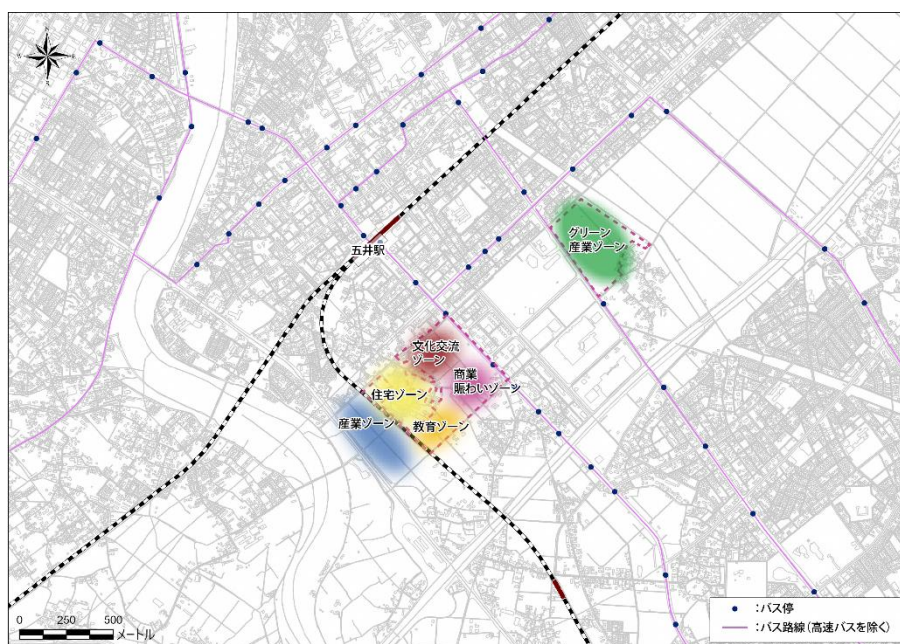 五井駅
グリーン
産業ゾーン
文化交流
ゾーン
商業
賑わいゾーン
住宅ゾーン
産業ゾーン
教育ゾーン
0 250 500
メートル
：バス停
：バス路線（高速バスを除く）